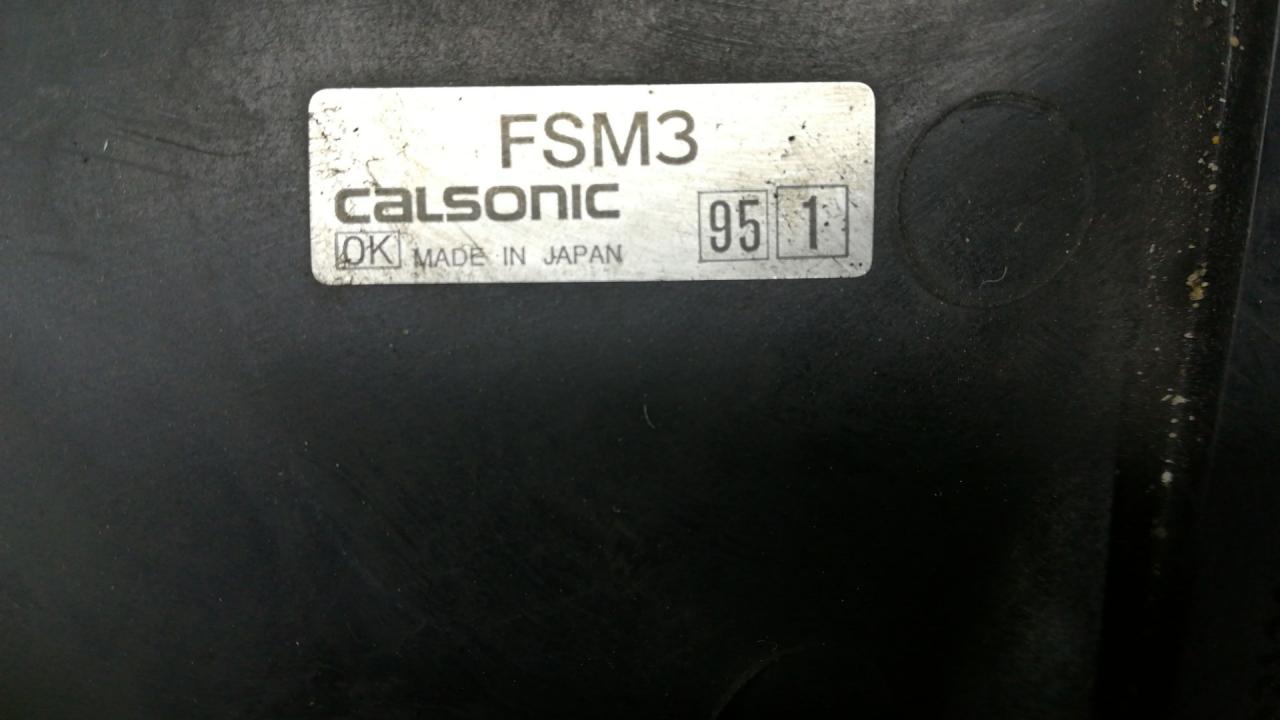 FSM3
CALSONIC
95 1
OK MADE IN JAPAN